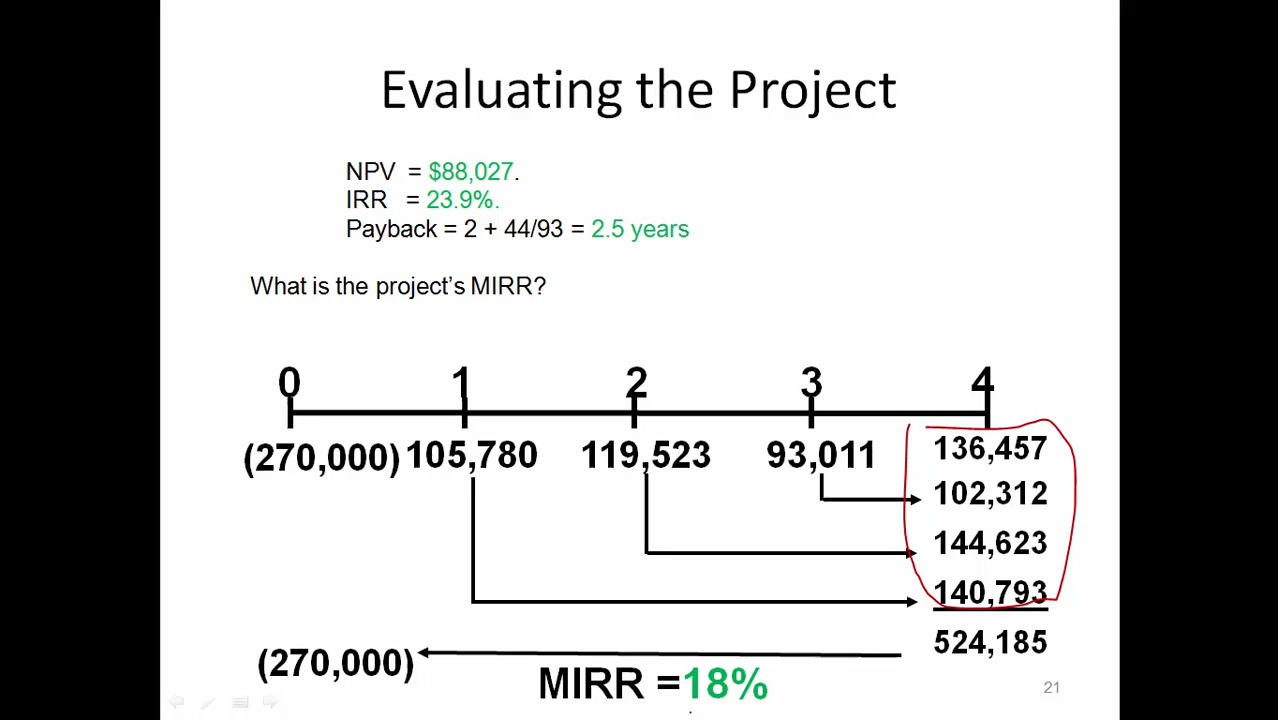 Evaluating the Project
NPV = $88,027.
IRR = 23.9%.
Payback = 2 + 44/93 = 2.5 years
What is the project's MIRR?
0 1 2 3 4
(270,000) 105,780 119,523 93,011 136,457
102,312
144,623
140,793
524,185
(270,000)
MIRR =18%
21